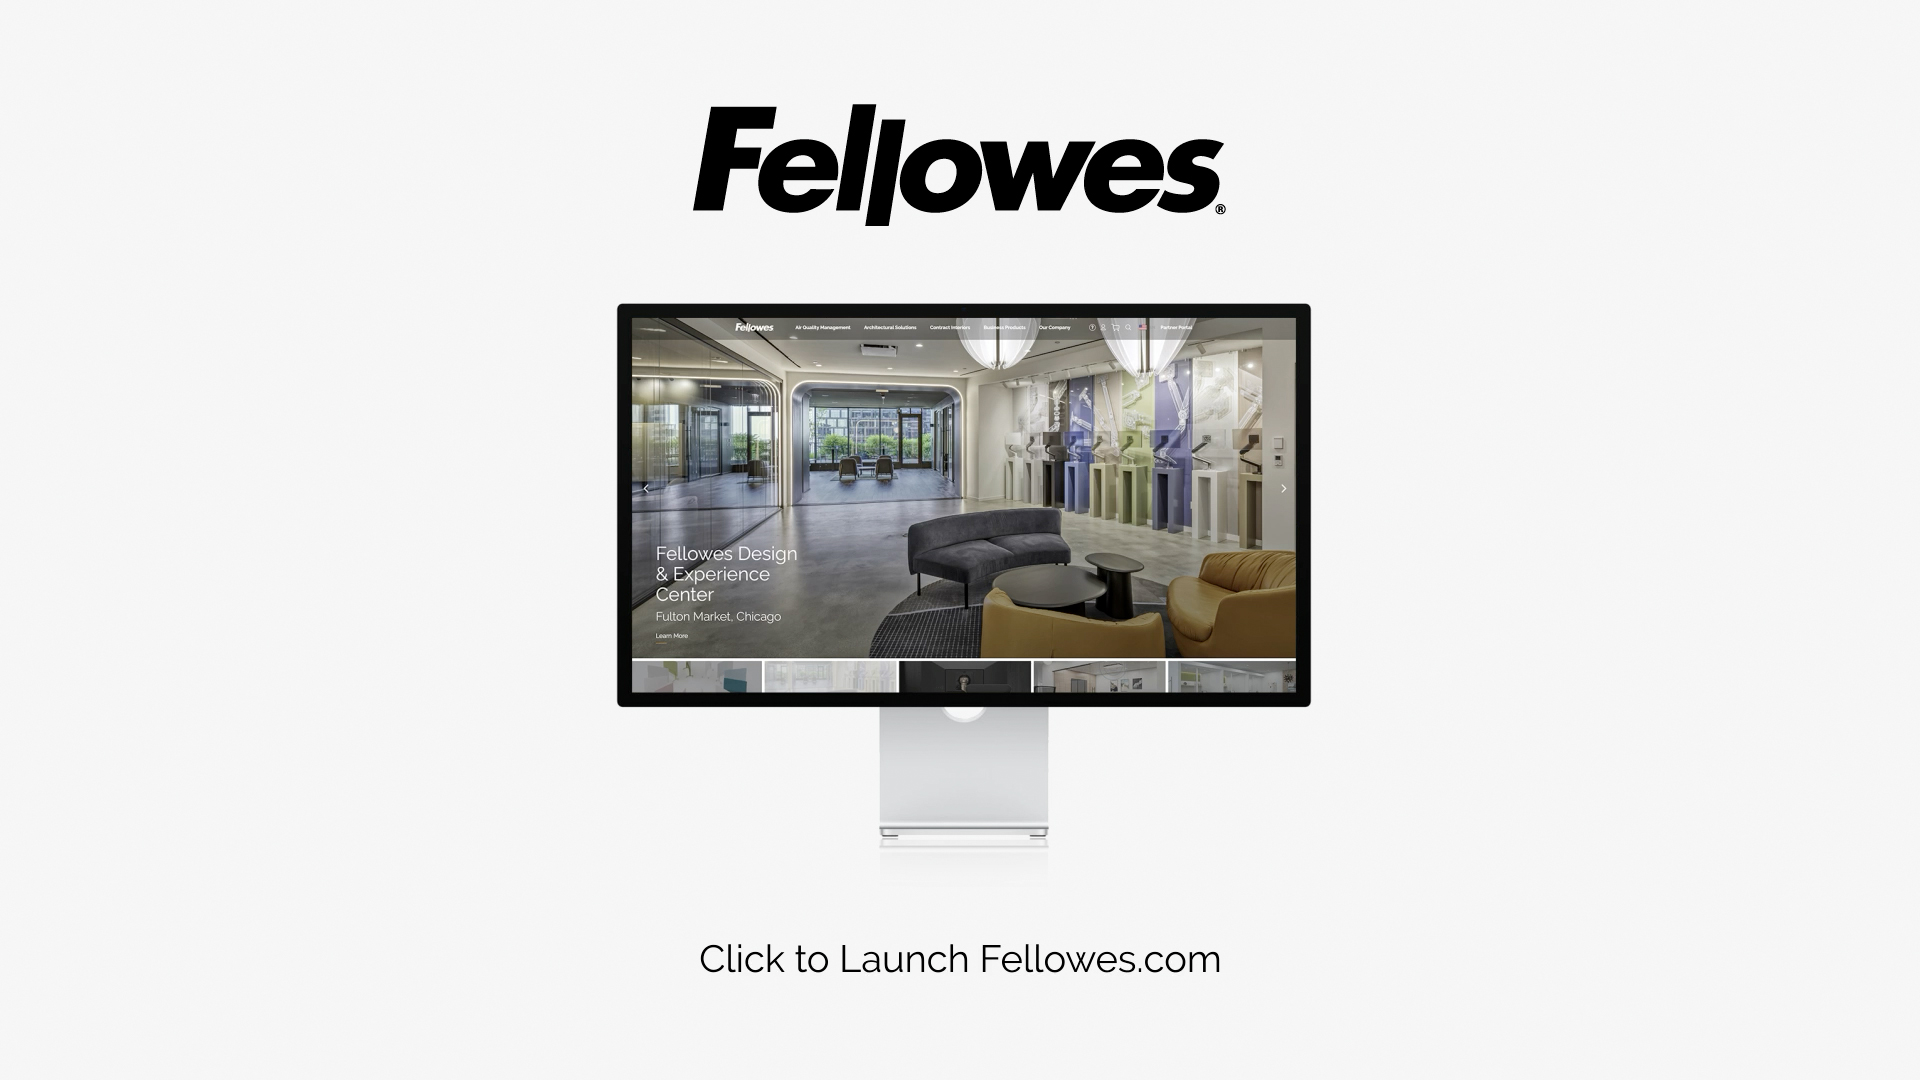 Fellowes®
Fellowes Air Quality Management Architectural Solutions Contract Interiors Business Products Our Company Partner Portal
Fellowes Design
& Experience
Center
Fulton Market, Chicago
Learn More
Click to Launch Fellowes.com